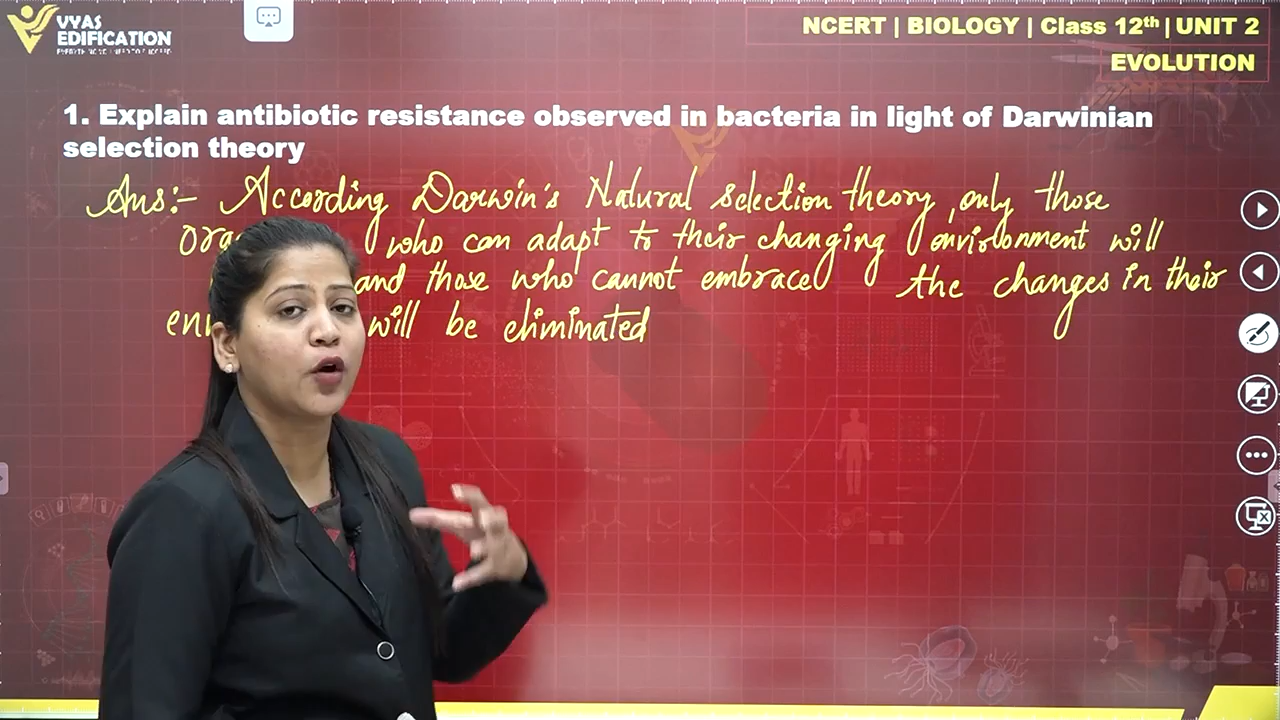 VYAS
EDIFICATION
NCERT | BIOLOGY | Class 12th | UNIT 2
EVOLUTION
1. Explain antibiotic resistance observed in bacteria in light of Darwinian
selection theory
Ans:- According Darwin's Natural selection theory, only those
who can adapt to their changing environment will
and those who cannot embrace the changes in their
will be eliminated